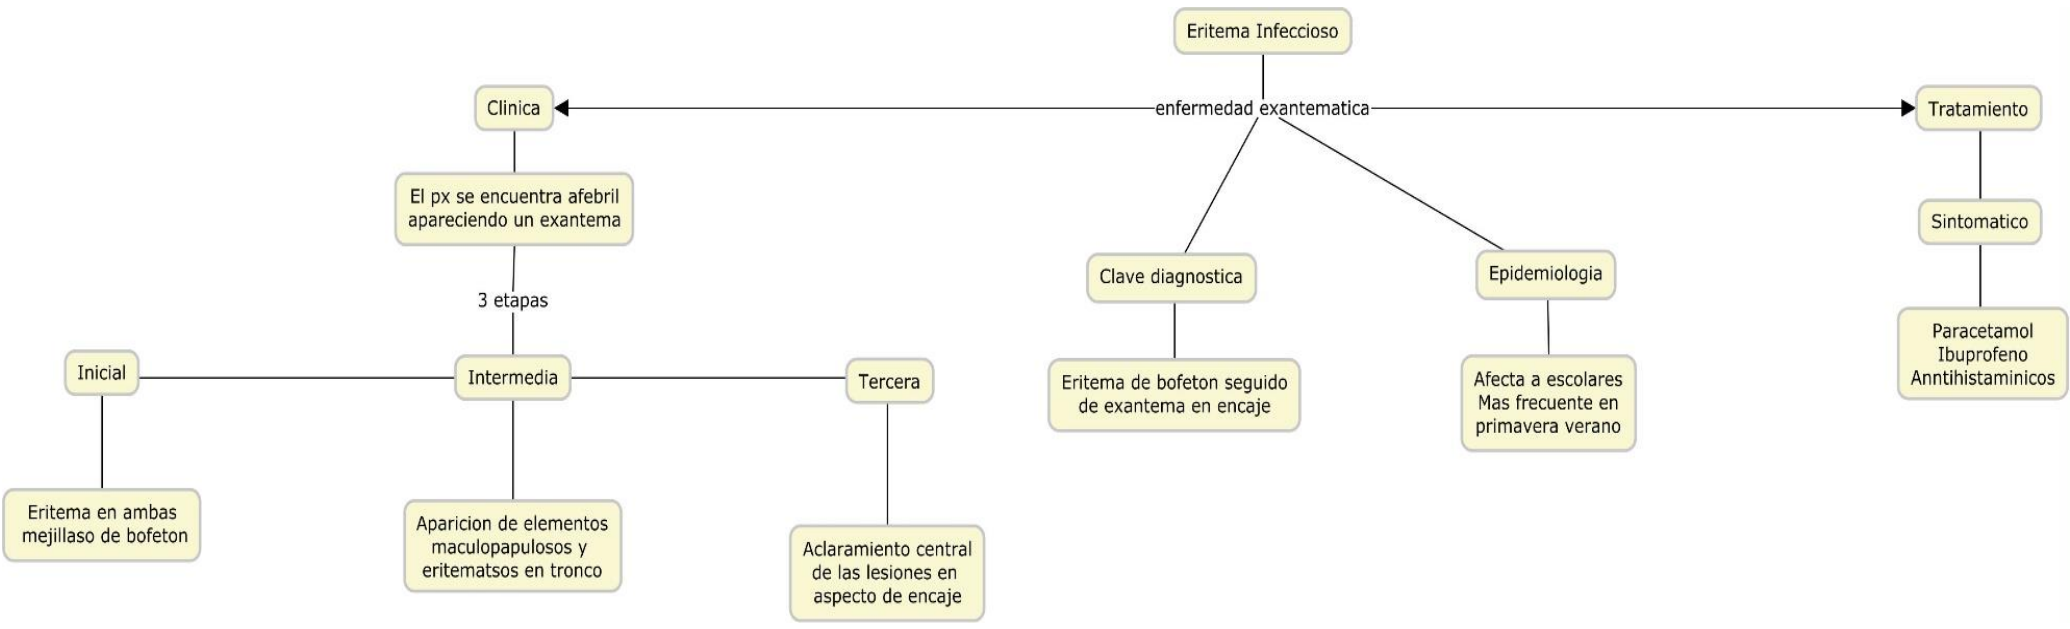 Eritema Infeccioso
enfermedad exantematica
Clinica
Tratamiento
El px se encuentra afebril
apareciendo un exantema
3 etapas
Inicial
Intermedia
Tercera
Eritema en ambas
mejillaso de bofeton
Aparicion de elementos
maculopapulosos y
eritematsos en tronco
Aclaramiento central
de las lesiones en
aspecto de encaje
Clave diagnostica
Eritema de bofeton seguido
de exantema en encaje
Epidemiologia
Afecta a escolares
Mas frecuente en
primavera verano
Sintomatico
Paracetamol
Ibuprofeno
Anntihistaminicos